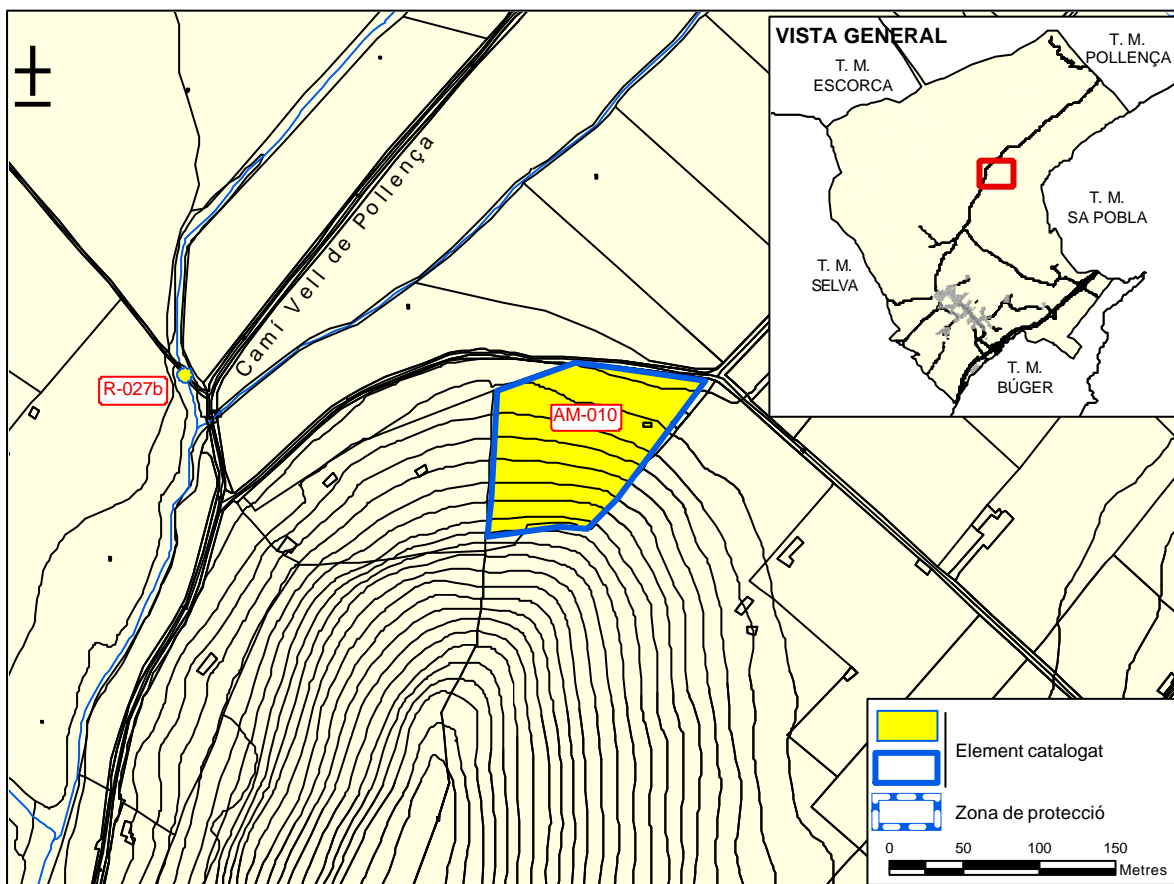 VISTA GENERAL
T. M.
POLLENÇA
T. M.
ESCORCA
T. M.
SA POBLA
T. M.
SELVA
T. M.
BÚGER
Camí Vell de Pollença
R-027b
AM-010
Element catalogat
Zona de protecció
0 50 100 150
Metres